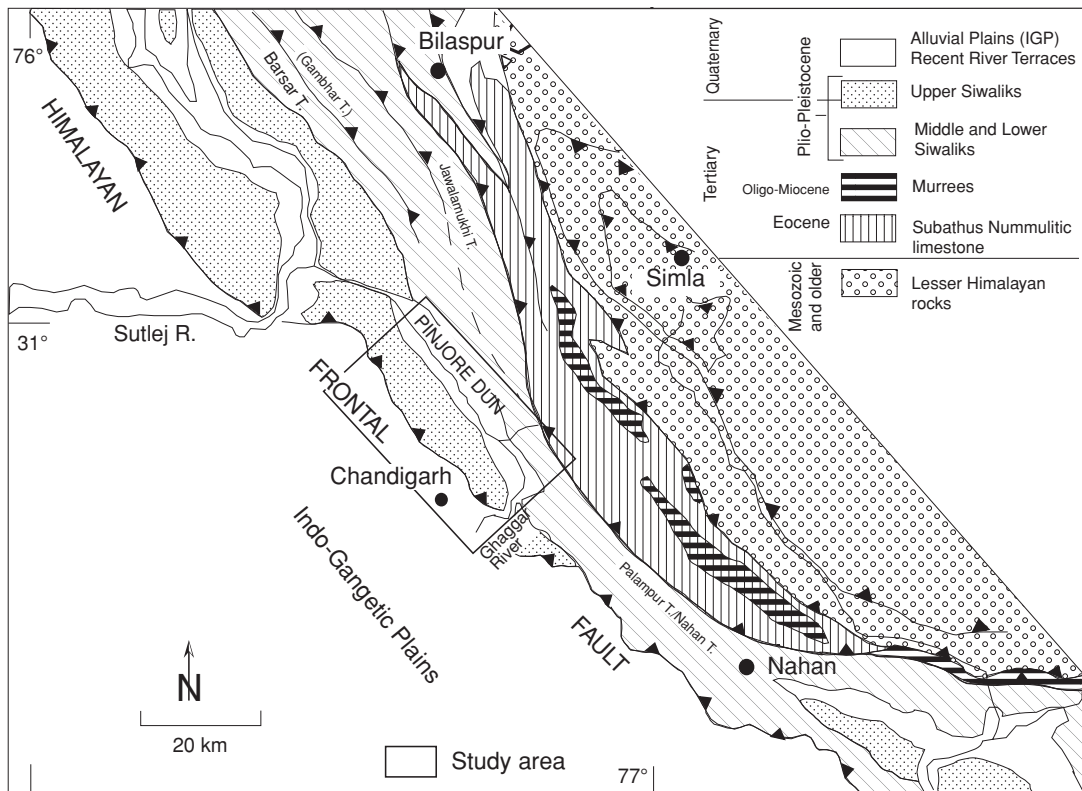 76°
Bilaspur
Barsar T.
(Gambhar T.)
Jawalamukhi T.
HIMALAYAN
Simla
Sutlej R.
31°
PINJORE DUN
FRONTAL
Chandigarh
Ghaggar
River
Indo-Gangetic Plains
Palampur T./Nahan T.
FAULT
Nahan
N
20 km
Study area
77°
Quaternary
Tertiary
Plio-Pleistocene
Alluvial Plains (IGP)
Recent River Terraces
Upper Siwaliks
Middle and Lower
Siwaliks
Oligo-Miocene
Murrees
Eocene
Subathus Nummulitic
limestone
Mesozoic
and older
Lesser Himalayan
rocks